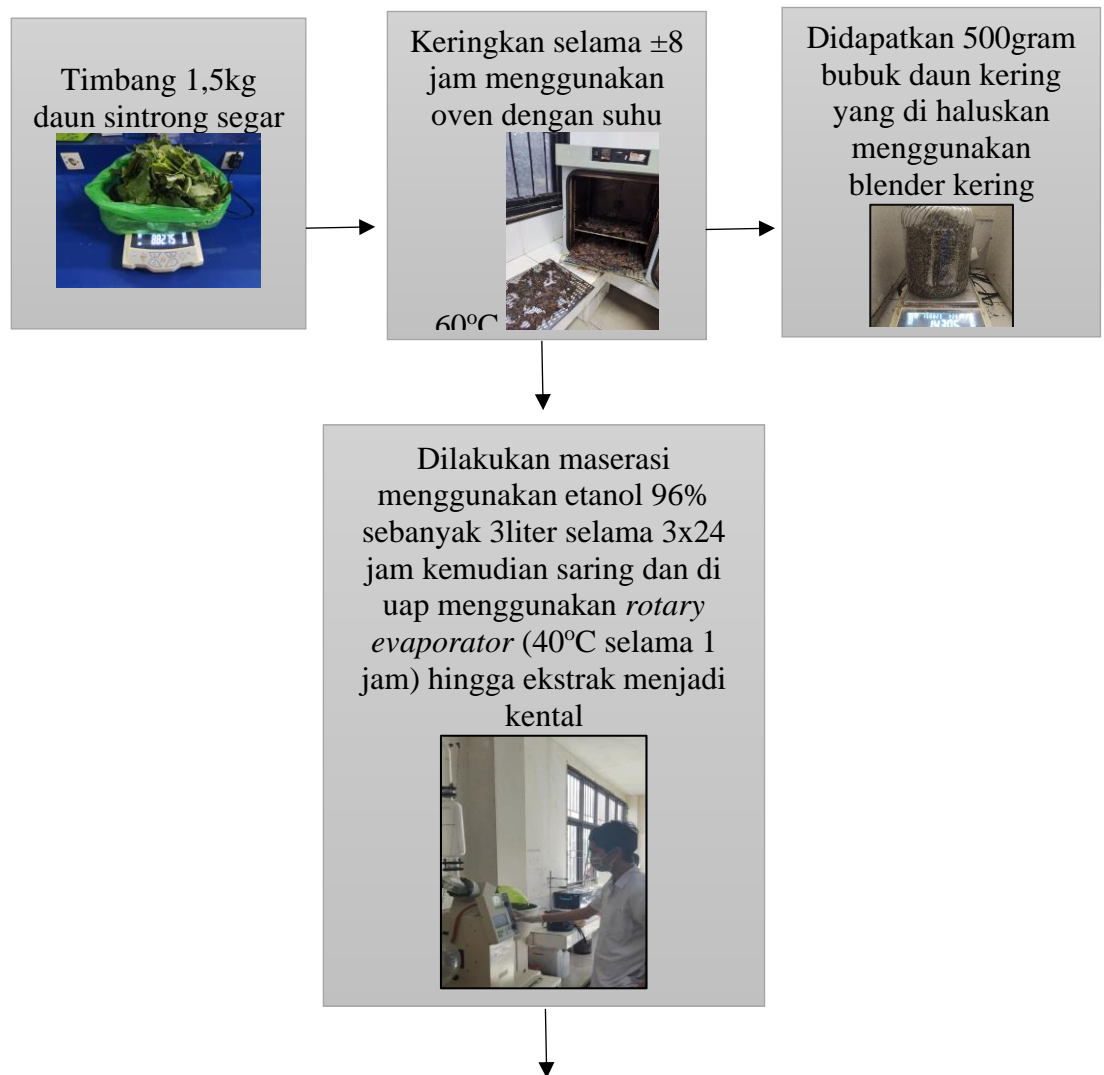 Timbang 1,5kg
daun sintrong segar
Keringkan selama ±8
jam menggunakan
oven dengan suhu
60°C
Didapatkan 500gram
bubuk daun kering
yang di haluskan
menggunakan
blender kering
Dilakukan maserasi
menggunakan etanol 96%
sebanyak 3liter selama 3x24
jam kemudian saring dan di
uap menggunakan rotary
evaporator (40°C selama 1
jam) hingga ekstrak menjadi
kental